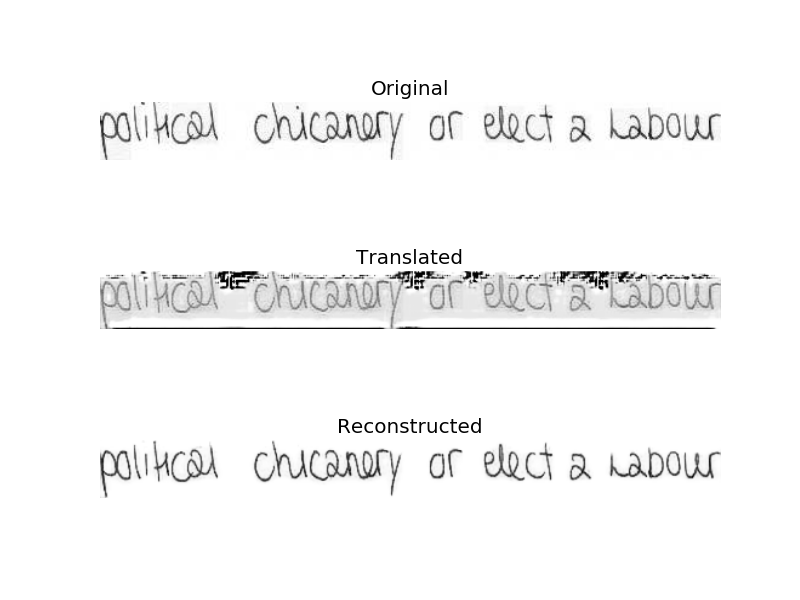 Original
political chicanery or elect a Labour
Translated
political chicanery or elect a Labour
Reconstructed
political chicanery or elect a Labour